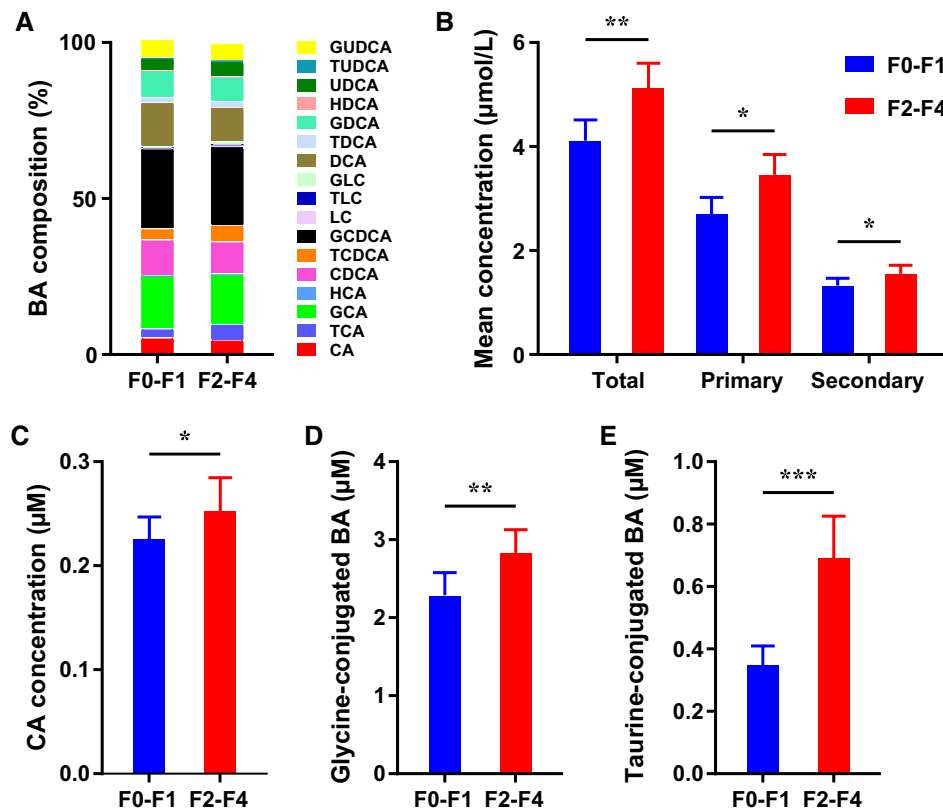 A
BA composition (%)
100
50
0
F0-F1
F2-F4
GUDCA
TUDCA
UDCA
HDCA
GDCA
TDCA
DCA
GLC
TLC
LC
GCDCA
TCDCA
CDCA
HCA
GCA
TCA
CA
B
Mean concentration (μmol/L)
6
4
2
0
**
*
*
Total
Primary
Secondary
F0-F1
F2-F4
C
CA concentration (μM)
0.3
0.2
0.1
0.0
*
F0-F1
F2-F4
D
Glycine-conjugated BA (μM)
4
3
2
1
0
**
F0-F1
F2-F4
E
Taurine-conjugated BA (μM)
1.0
0.8
0.6
0.4
0.2
0.0
***
F0-F1
F2-F4